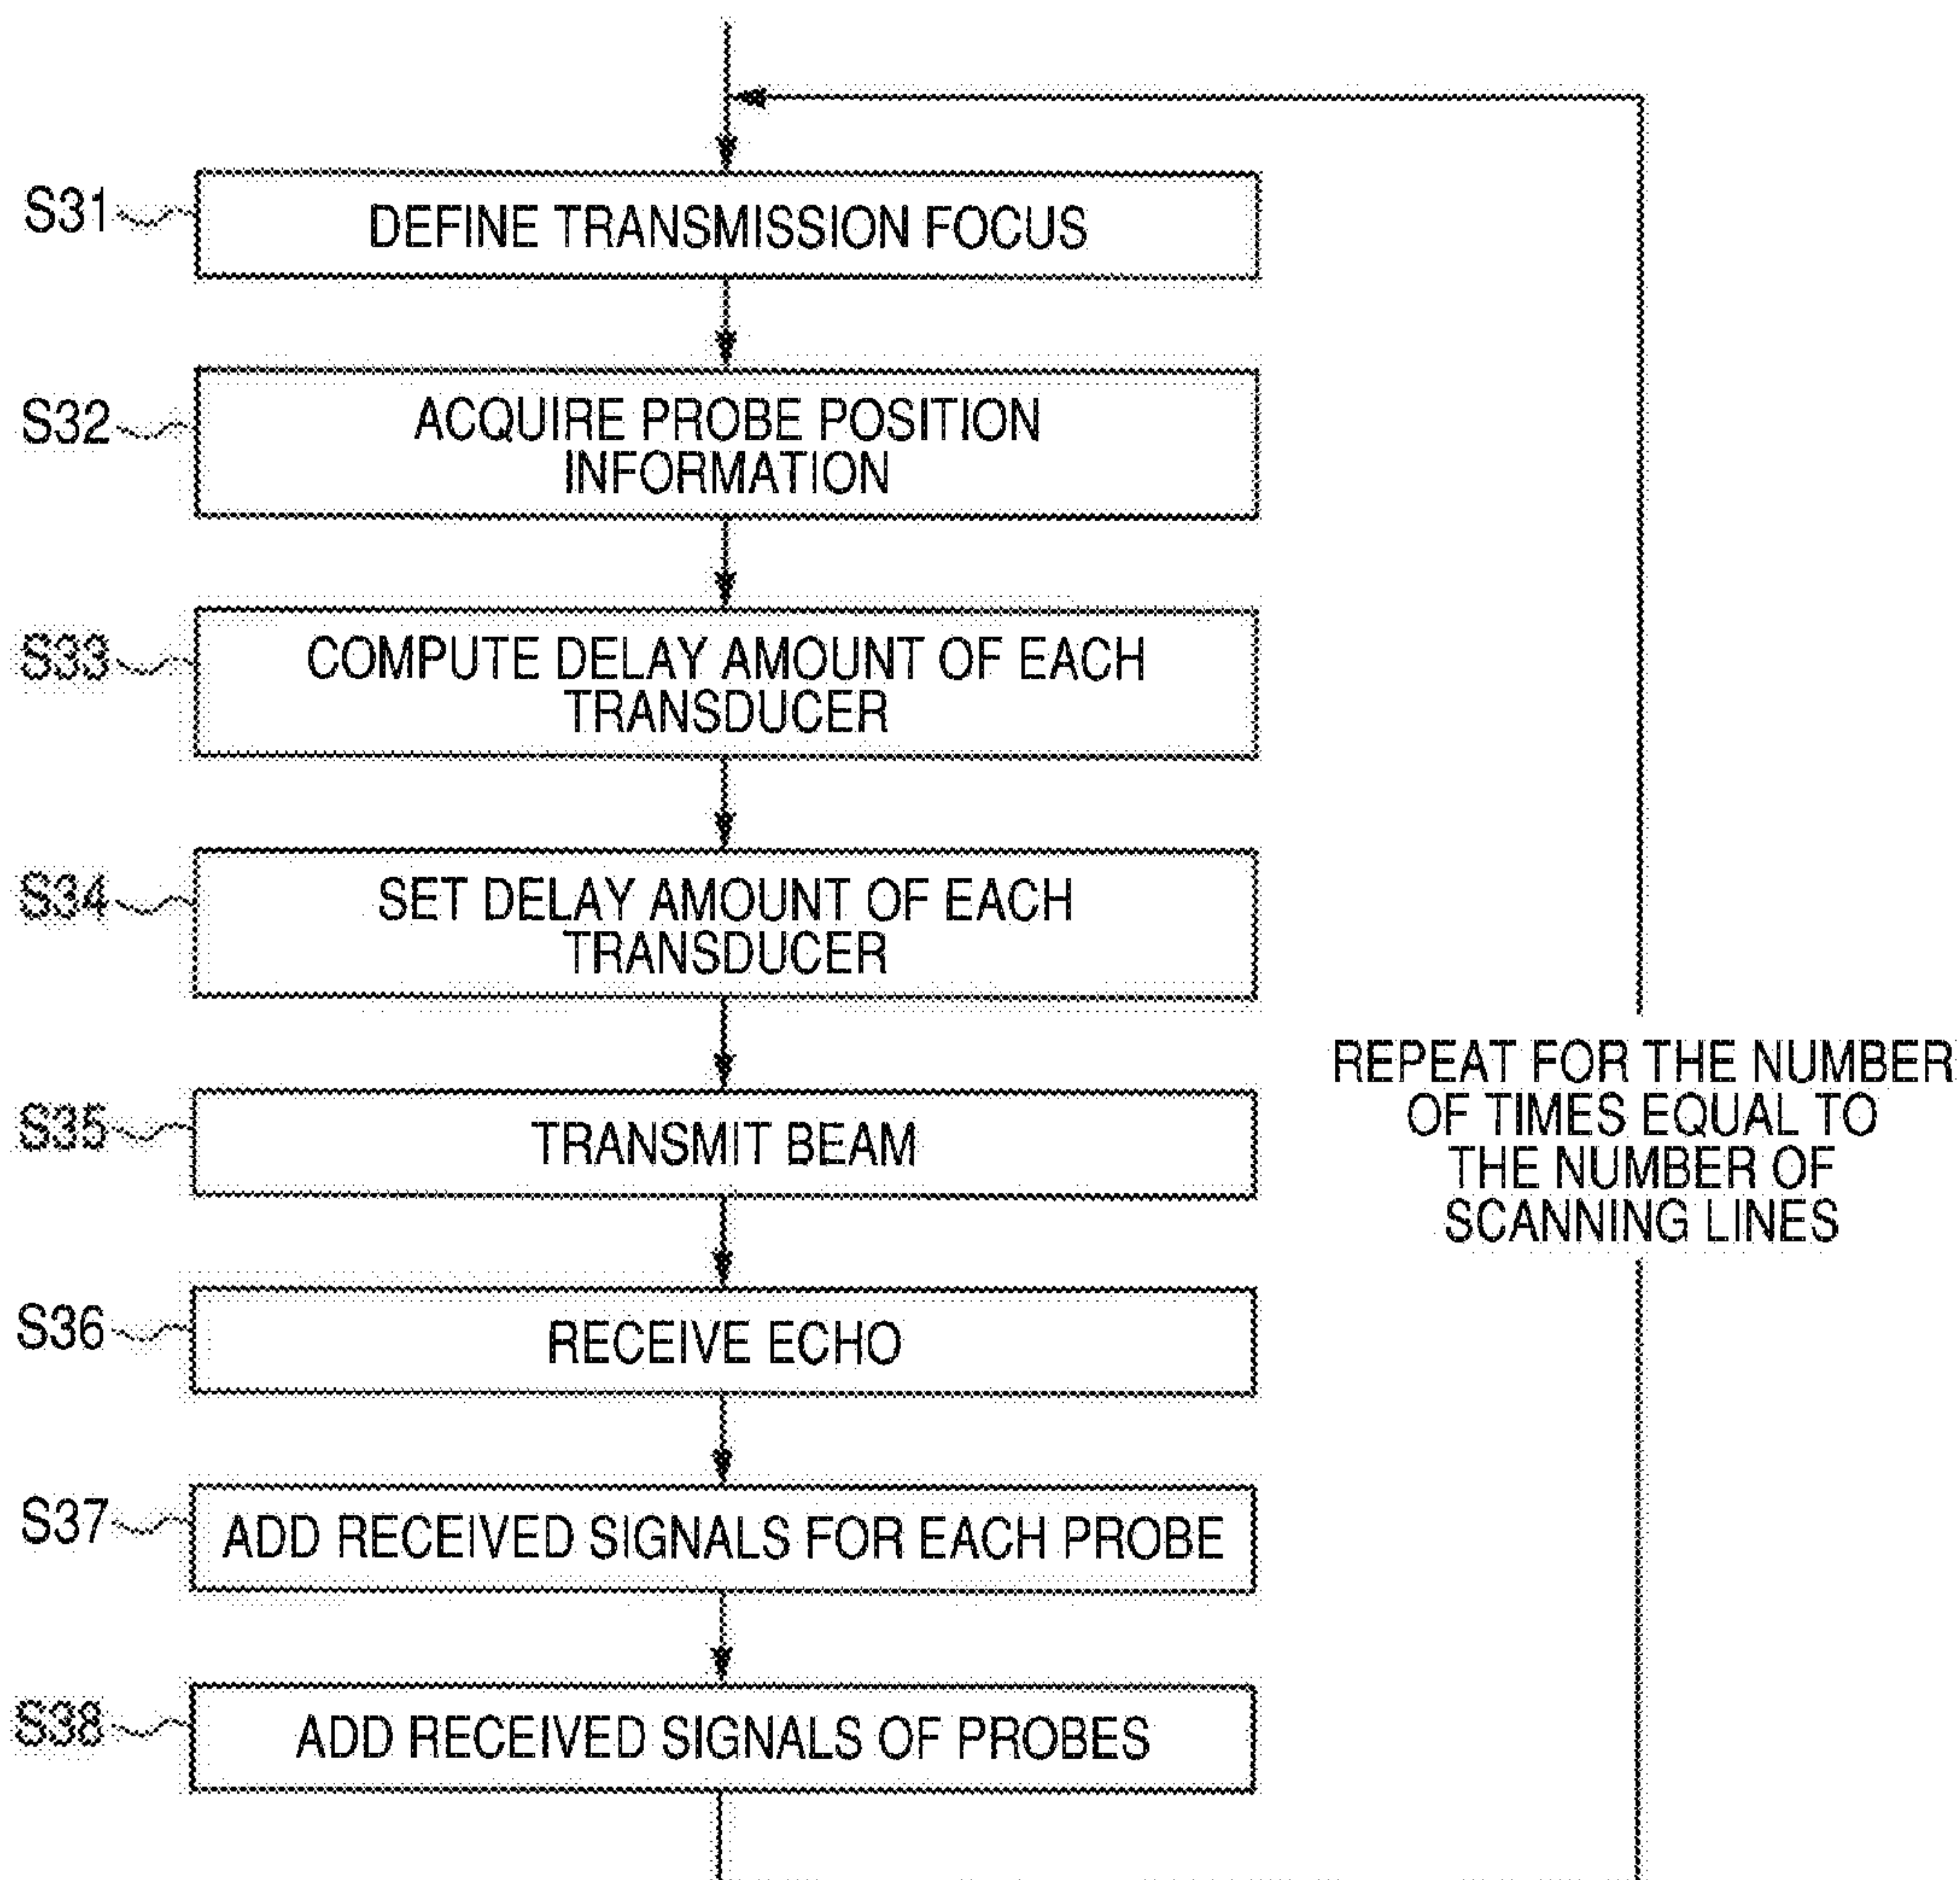 S31
DEFINE TRANSMISSION FOCUS
S32
ACQUIRE PROBE POSITION
INFORMATION
S33
COMPUTE DELAY AMOUNT OF EACH
TRANSDUCER
S34
SET DELAY AMOUNT OF EACH
TRANSDUCER
S35
TRANSMIT BEAM
REPEAT FOR THE NUMBER
OF TIMES EQUAL TO
THE NUMBER OF
SCANNING LINES
S36
RECEIVE ECHO
S37
ADD RECEIVED SIGNALS FOR EACH PROBE
S38
ADD RECEIVED SIGNALS OF PROBES